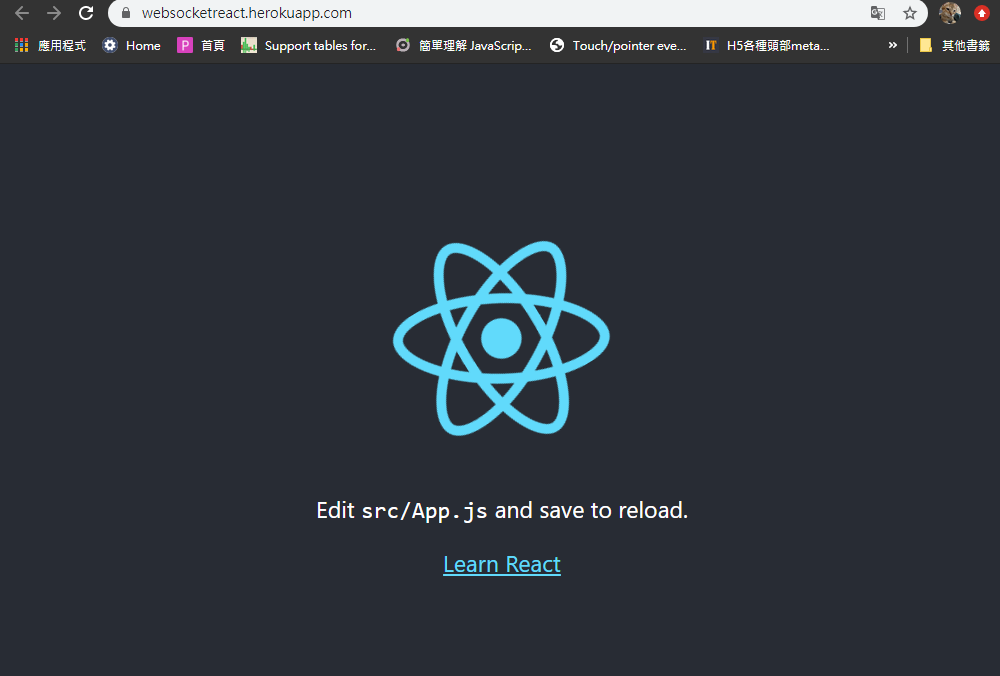 websocketreact.herokuapp.com
應用程式 Home P 首頁 Support tables for... 簡單理解 JavaScrip... Touch/pointer eve... IT H5各種頭部meta... » 其他書籤
Edit src/App.js and save to reload.
Learn React